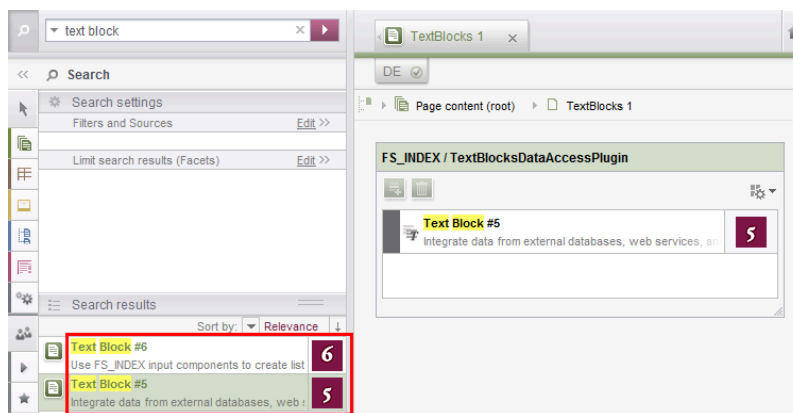 text block
TextBlocks 1
Search
DE
Search settings
Page content (root)
TextBlocks 1
Filters and Sources
Edit
Limit search results (Facets)
Edit
FS_INDEX / TextBlocksDataAccessPlugin
Text Block #5
Integrate data from external databases, web services,
5
Search results
Sort by:
Relevance
Text Block #6
Use FS_INDEX input components to create list
6
Text Block #5
Integrate data from external databases, web
5